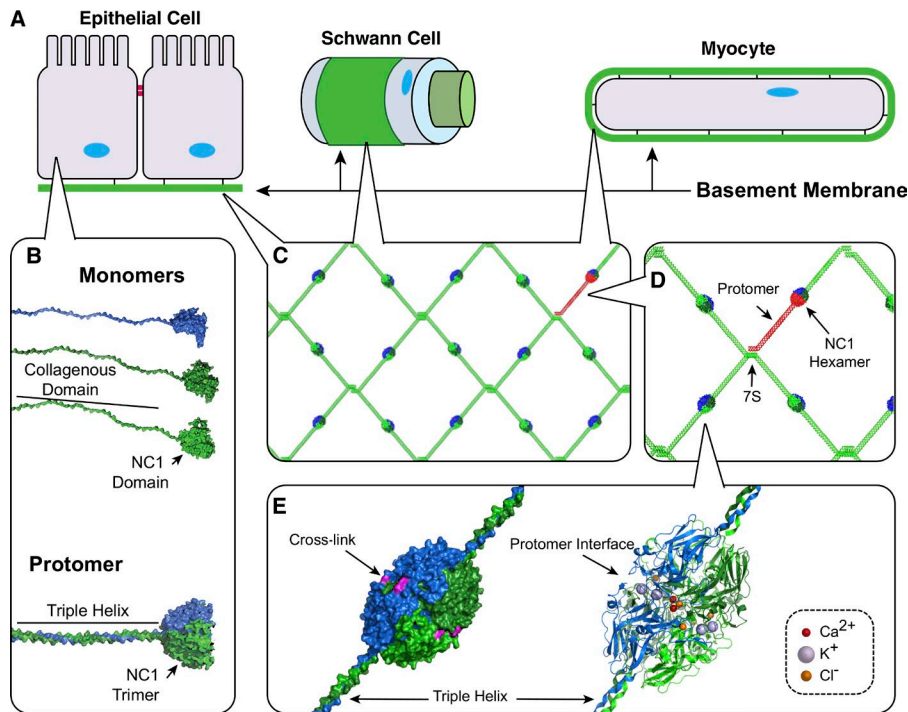 A
Epithelial Cell
Schwann Cell
Myocyte
Basement Membrane
B
Monomers
Collagenous
Domain
NC1
Domain
Protomer
Triple Helix
NC1
Trimer
C
D
Protomer
NC1
Hexamer
7S
E
Cross-link
Protomer Interface
Triple Helix
Ca2+
K+
Cl-